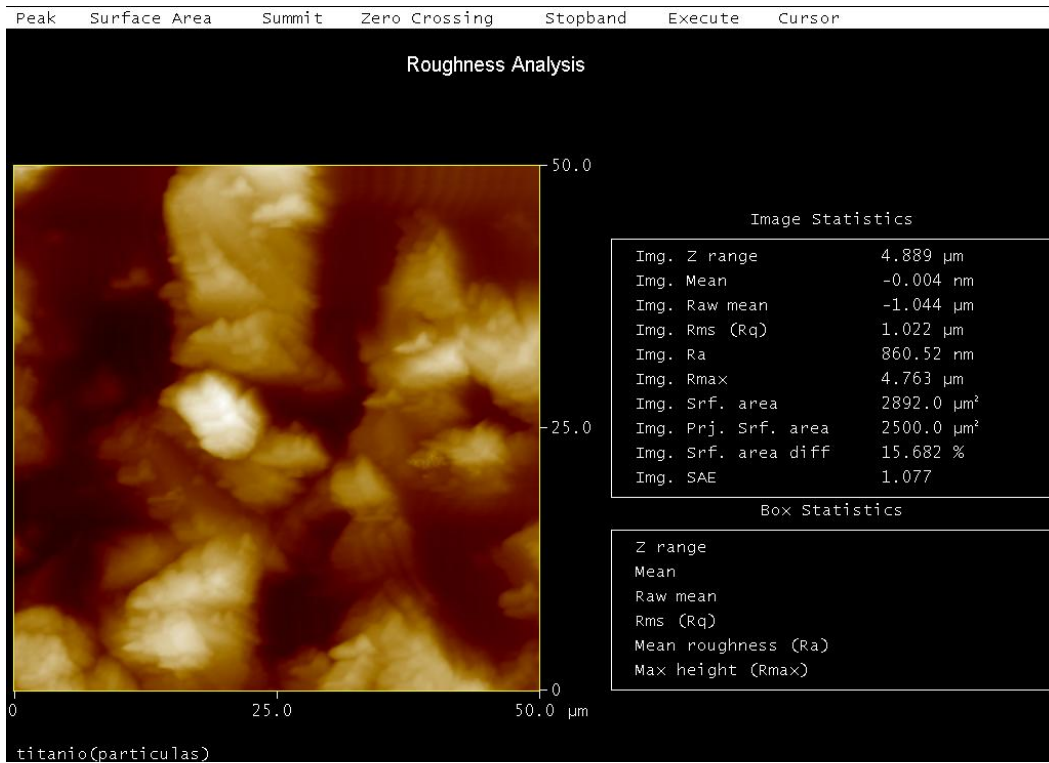 Peak Surface Area Summit Zero Crossing Stopband Execute Cursor
Roughness Analysis
50.0
25.0
0
0 25.0 50.0 µm
titanio(particulas)
Image Statistics
Img. Z range 4.889 µm
Img. Mean -0.004 nm
Img. Raw mean -1.044 µm
Img. Rms (Rq) 1.022 µm
Img. Ra 860.52 nm
Img. Rmax 4.763 µm
Img. Srf. area 2892.0 µm²
Img. Prj. Srf. area 2500.0 µm²
Img. Srf. area diff 15.682 %
Img. SAE 1.077
Box Statistics
Z range
Mean
Raw mean
Rms (Rq)
Mean roughness (Ra)
Max height (Rmax)